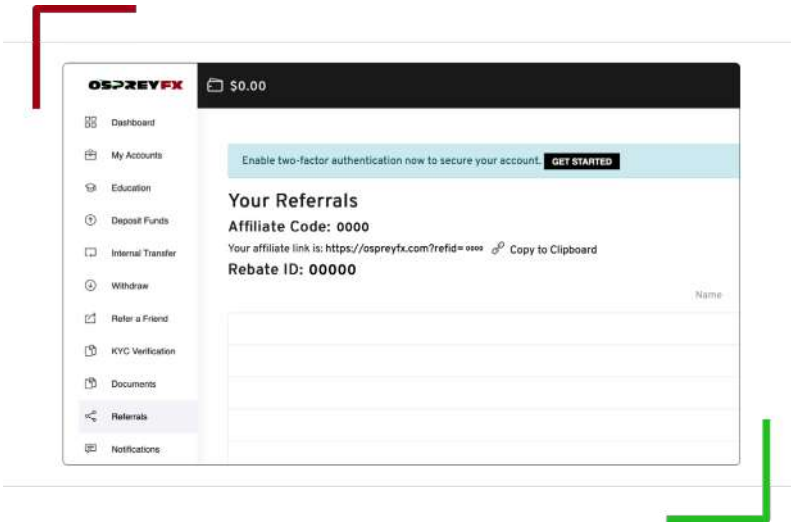 OSPREYFX
$0.00
Dashboard
My Accounts
Education
Deposit Funds
Internal Transfer
Withdraw
Refer a Friend
KYC Verification
Documents
Referrals
Notifications
Enable two-factor authentication now to secure your account. GET STARTED
Your Referrals
Affiliate Code: 0000
Your affiliate link is: https://ospreyfx.com?refid= 0000 Copy to Clipboard
Rebate ID: 00000
Name